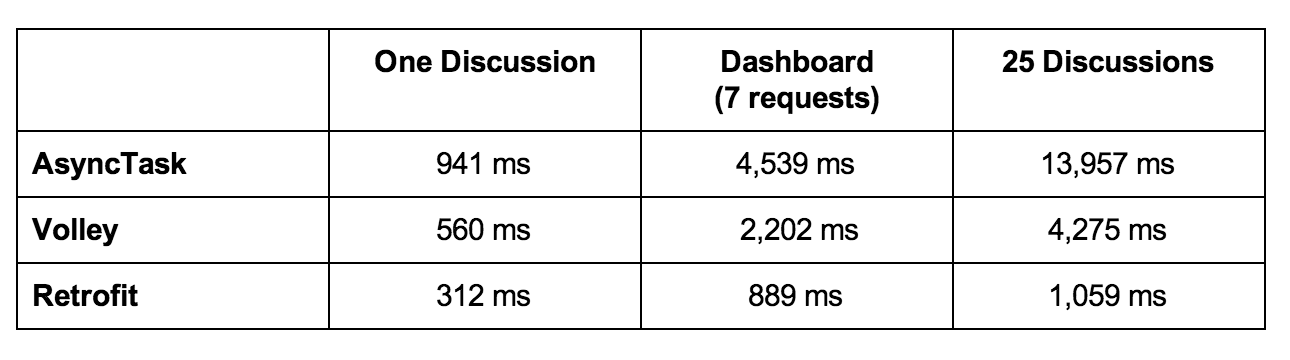 One Discussion
Dashboard
(7 requests)
25 Discussions
AsyncTask 941 ms 4,539 ms 13,957 ms
Volley 560 ms 2,202 ms 4,275 ms
Retrofit 312 ms 889 ms 1,059 ms